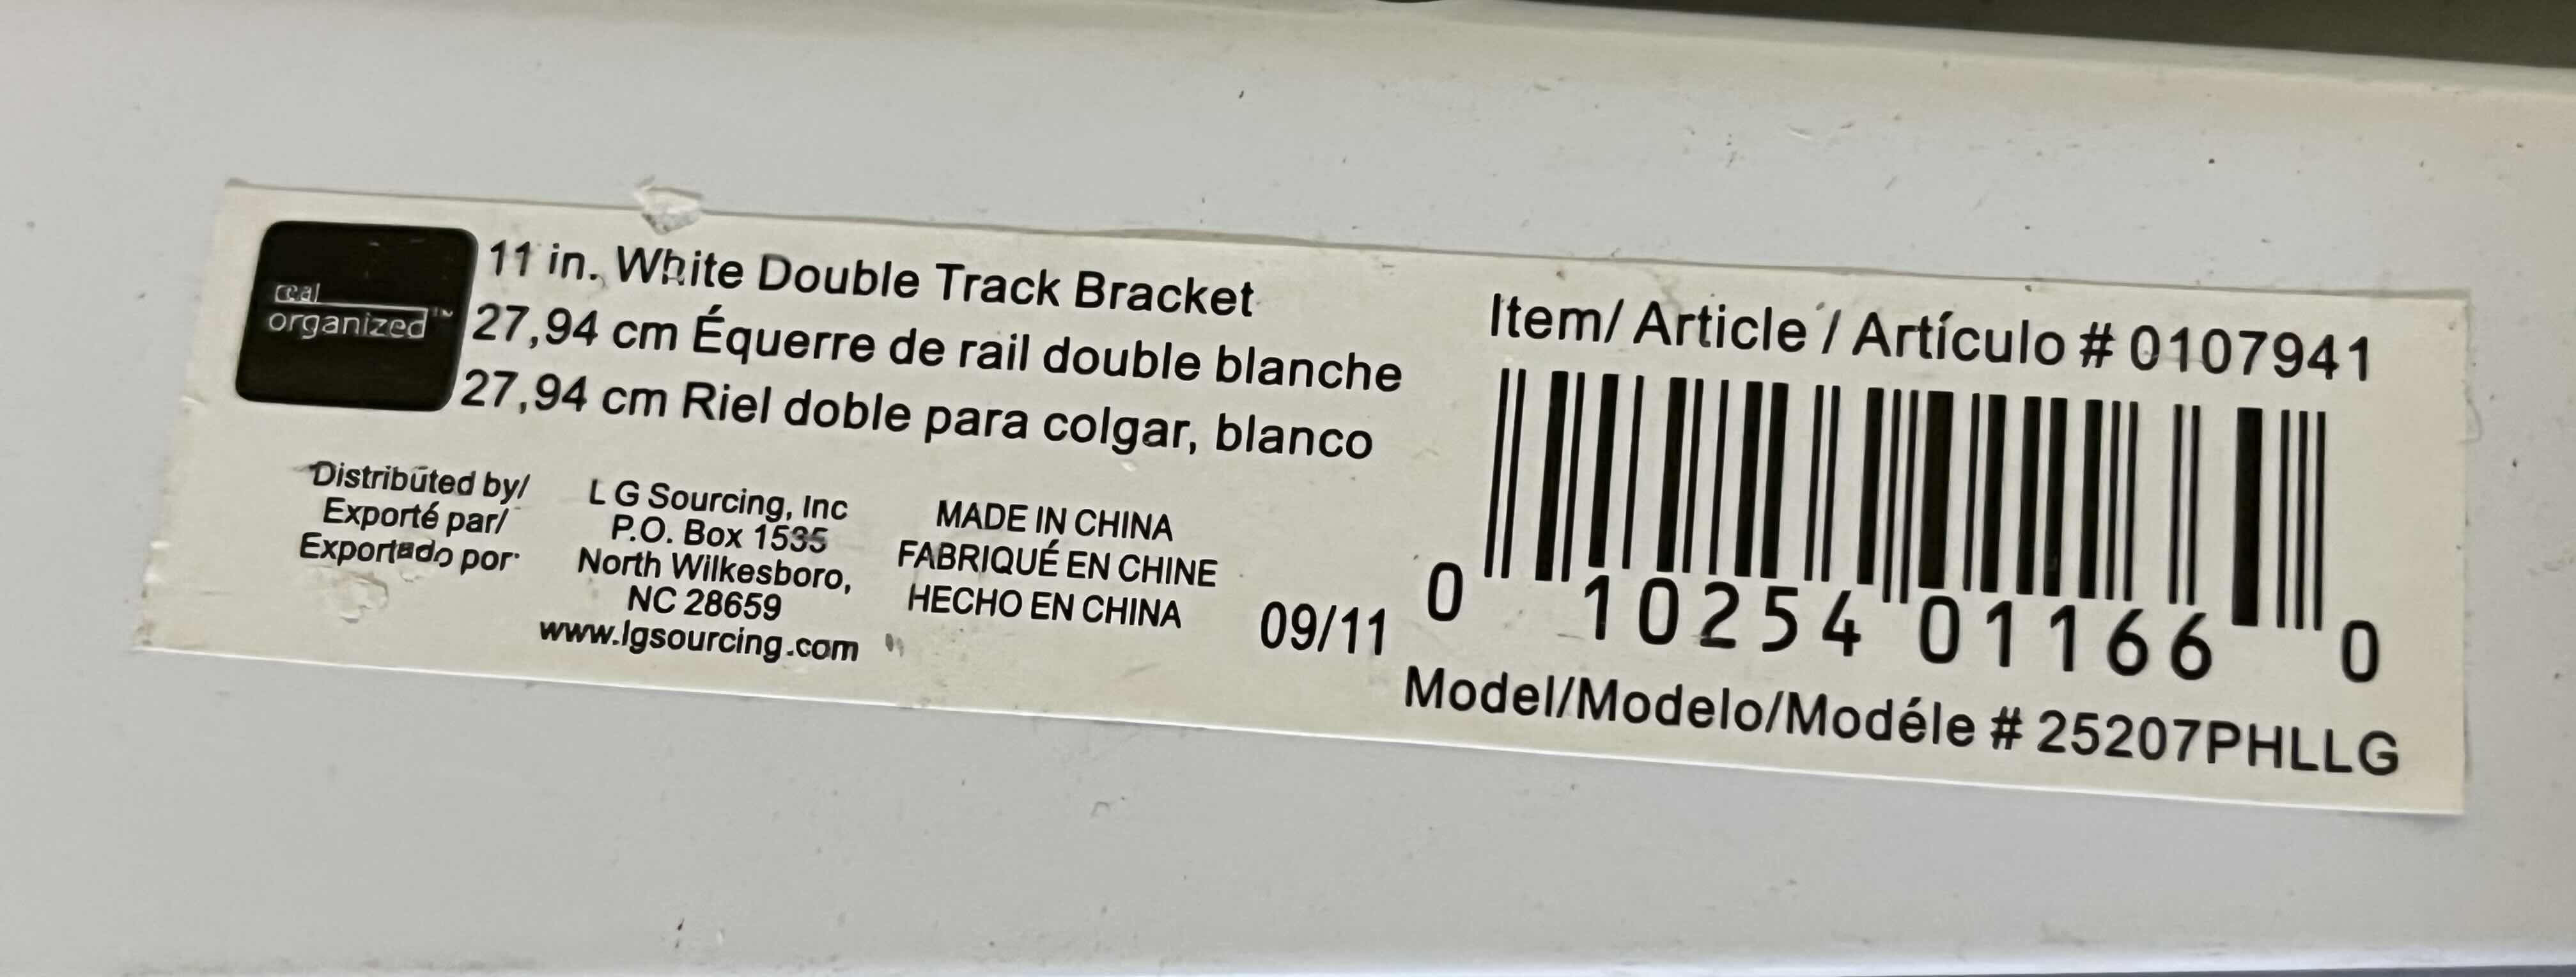 real
organized™
11 in. White Double Track Bracket
27,94 cm Équerre de rail double blanche
27,94 cm Riel doble para colgar, blanco
Distributed by/
Exporté par/
Exportado por
L G Sourcing, Inc
P.O. Box 1535
North Wilkesboro,
NC 28659
www.lgsourcing.com
MADE IN CHINA
FABRIQUÉ EN CHINE
HECHO EN CHINA
09/11
Item/ Article / Artículo # 0107941
0 10254 01166 0
Model/Modelo/Modéle # 25207PHLLG